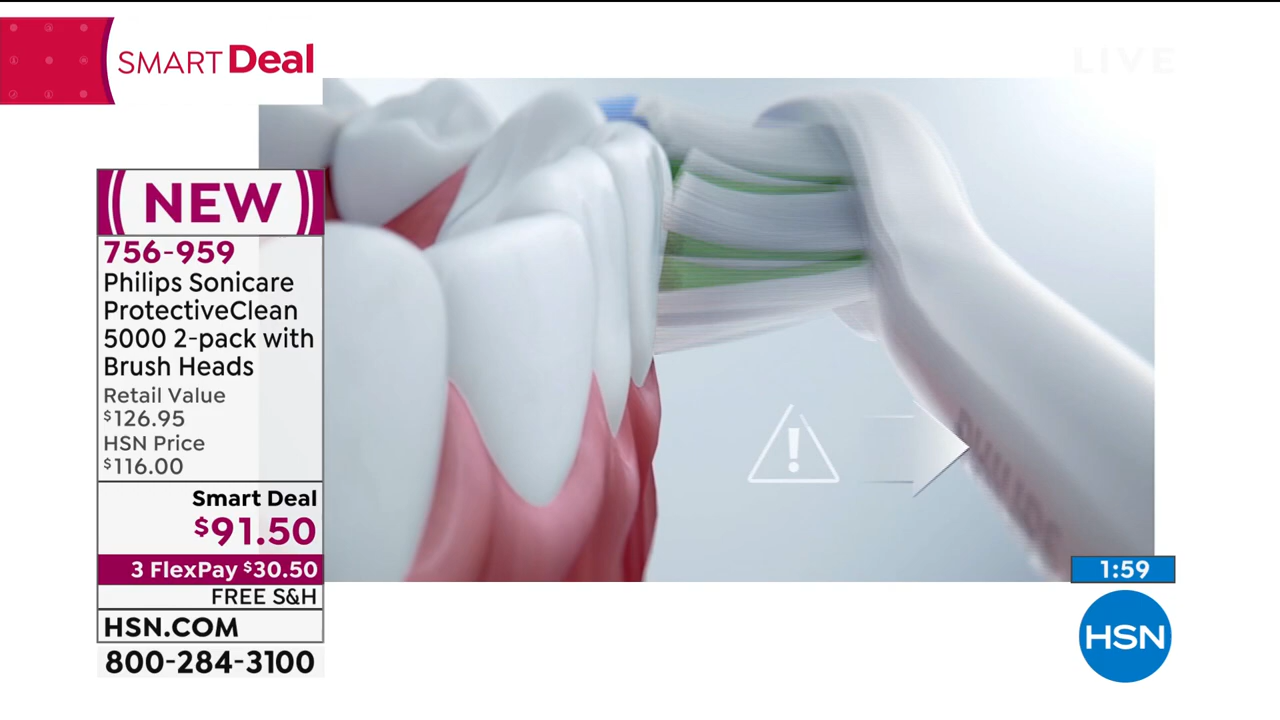 SMART Deal
LIVE
NEW
756-959
Philips Sonicare
ProtectiveClean
5000 2-pack with
Brush Heads
Retail Value
$126.95
HSN Price
$116.00
Smart Deal
$91.50
3 FlexPay $30.50
FREE S&H
HSN.COM
800-284-3100
!
1:59
HSN